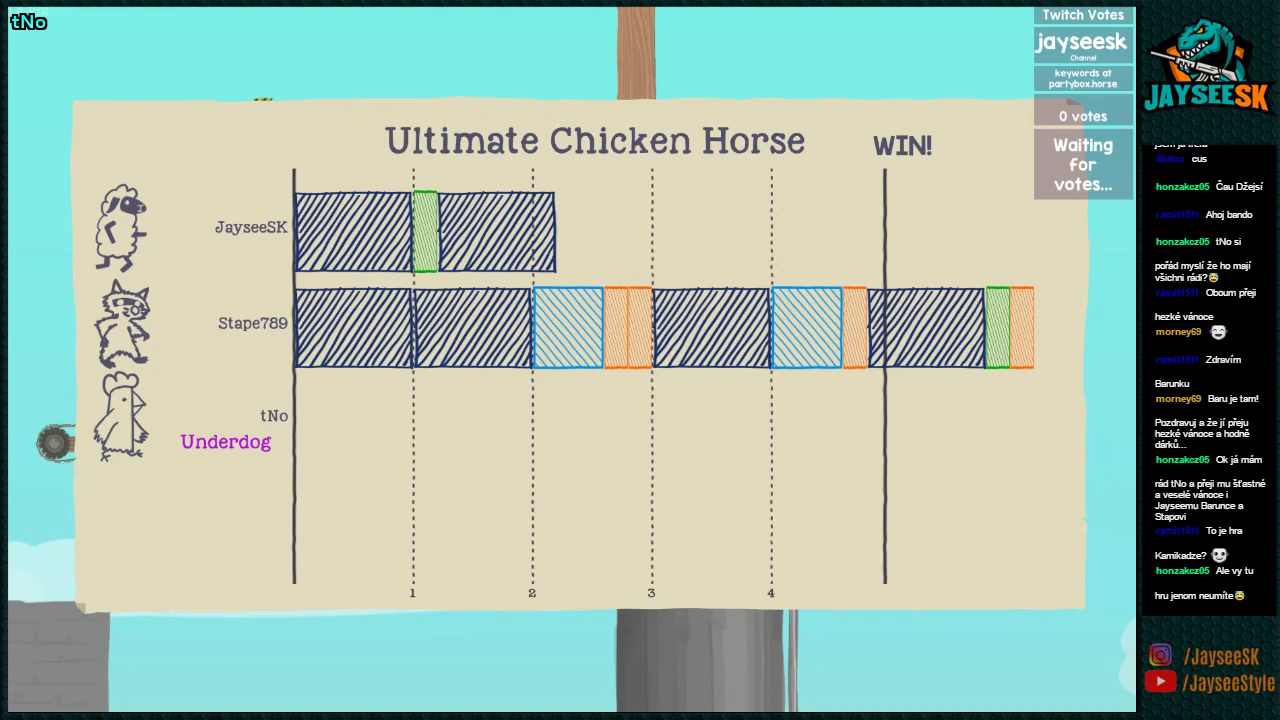 tNo
Twitch Votes
jayseesk
Channel
keywords at
partybox.horse
0 votes
Waiting
for
votes...
Ultimate Chicken Horse
WIN!
JayseeSK
Stape789
tNo
Underdog
1
2
3
4
JAYSEESK
cus
honzakcz05 Čau Džejsí
ramil1511 Ahoj bando
honzakcz05 tNo si
pořád myslí že ho mají
všichni rádi?😅
ramil1511 Oboum přeji
hezké vánoce
morney69
ramil1511 Zdravím
Barunku
morney69 Baru je tam!
Pozdravuj a že jí přeju
hezké vánoce a hodně
dárků...
honzakcz05 Ok já mám
rád tNo a přeji mu šťastné
a veselé vánoce i
Jayseemu Barunce a
Stapovi
ramil1511 To je hra
Kamikadze?
honzakcz05 Ale vy tu
hru jenom neumíte😅
/JayseeSK
/JayseeStyle